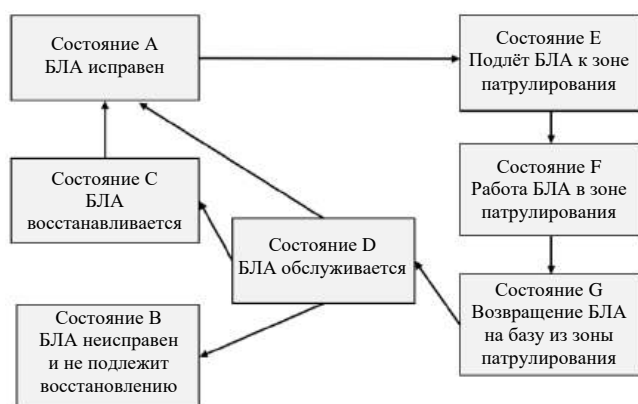 Состояние А
БЛА исправен
Состояние Е
Подлёт БЛА к зоне
патрулирования
Состояние С
БЛА
восстанавливается
Состояние F
Работа БЛА в зоне
патрулирования
Состояние D
БЛА обслуживается
Состояние В
БЛА неисправен
и не подлежит
восстановлению
Состояние G
Возвращение БЛА
на базу из зоны
патрулирования